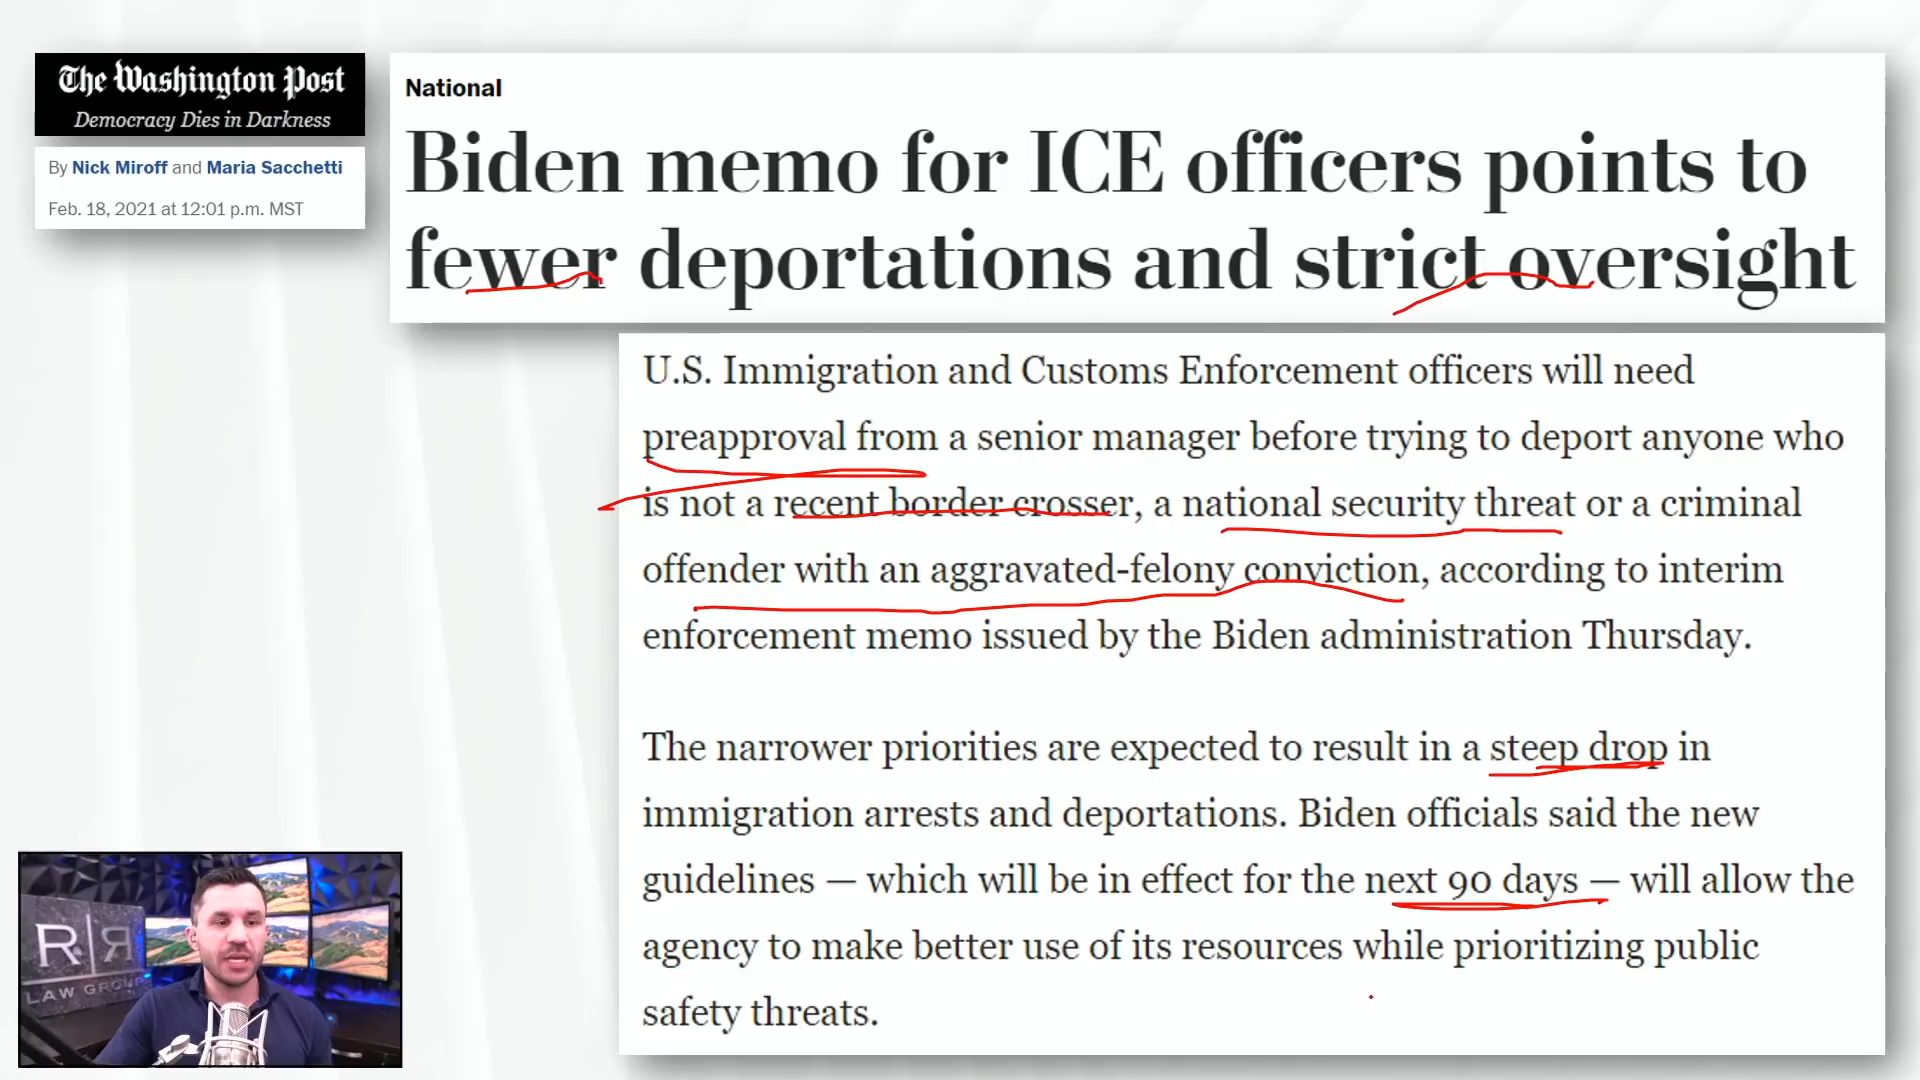 The Washington Post
Democracy Dies in Darkness
By Nick Miroff and Maria Sacchetti
Feb. 18, 2021 at 12:01 p.m. MST
National
Biden memo for ICE officers points to
fewer deportations and strict oversight
U.S. Immigration and Customs Enforcement officers will need
preapproval from a senior manager before trying to deport anyone who
is not a recent border crosser, a national security threat or a criminal
offender with an aggravated-felony conviction, according to interim
enforcement memo issued by the Biden administration Thursday.
The narrower priorities are expected to result in a steep drop in
immigration arrests and deportations. Biden officials said the new
guidelines — which will be in effect for the next 90 days — will allow the
agency to make better use of its resources while prioritizing public
safety threats.
R|R
LAW GROUP